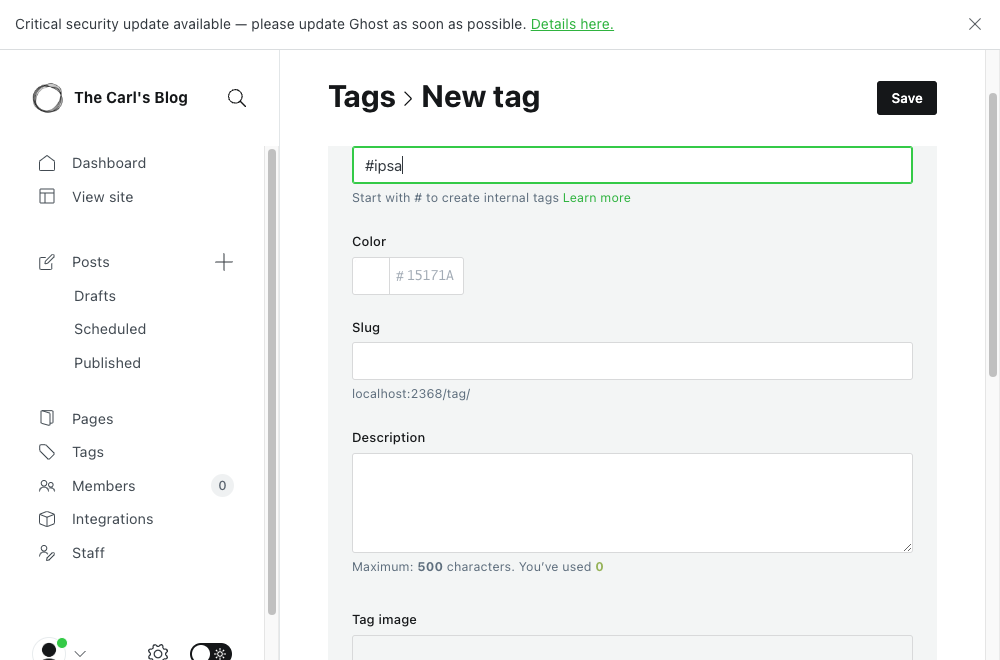 Critical security update available — please update Ghost as soon as possible. Details here.
The Carl's Blog
Dashboard
View site
Posts
Drafts
Scheduled
Published
Pages
Tags
Members 0
Integrations
Staff
Tags > New tag
Save
#ipsa
Start with # to create internal tags Learn more
Color
# 15171A
Slug
localhost:2368/tag/
Description
Maximum: 500 characters. You’ve used 0
Tag image